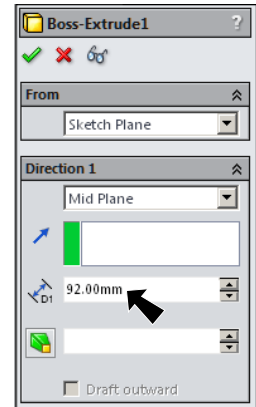 Boss-Extrude1 ?
From
Sketch Plane
Direction 1
Mid Plane
D1 92.00mm
Draft outward